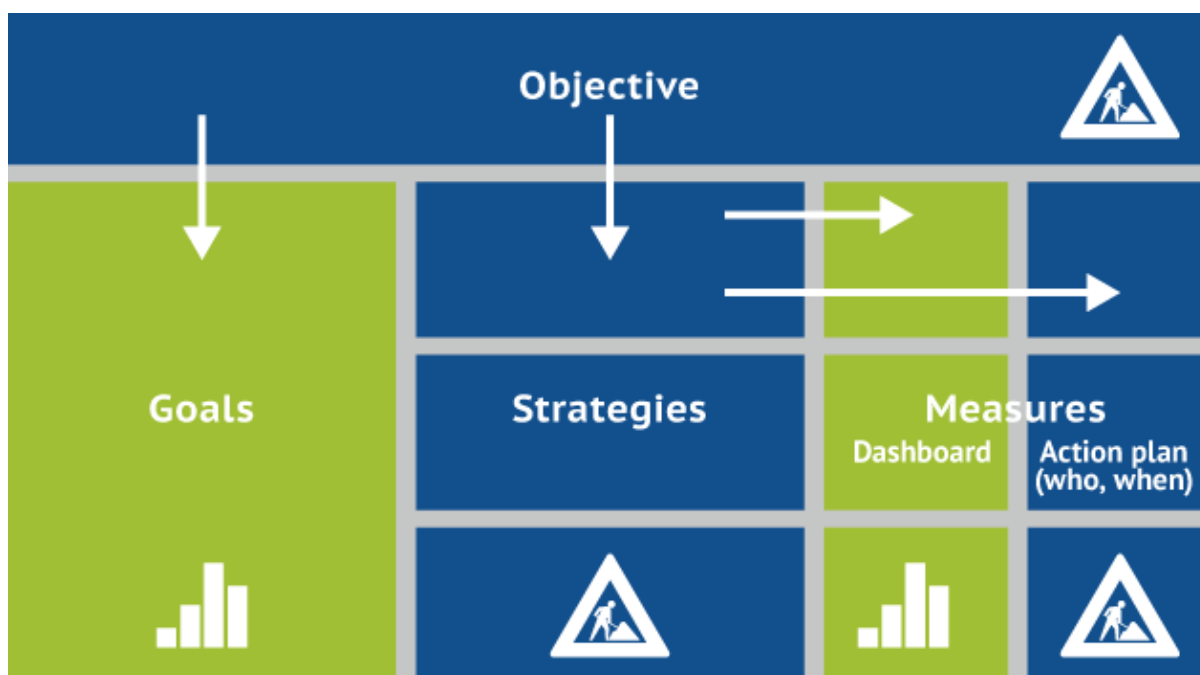 Objective
Goals
Strategies
Measures
Dashboard
Action plan
(who, when)